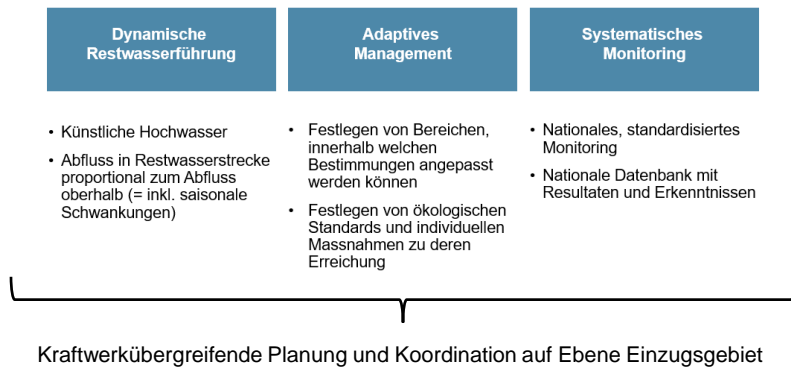 Dynamische
Restwasserführung
Adaptives
Management
Systematisches
Monitoring
• Künstliche Hochwasser
• Abfluss in Restwasserstrecke
proportional zum Abfluss
oberhalb (= inkl. saisonale
Schwankungen)
• Festlegen von Bereichen,
innerhalb welchen
Bestimmungen angepasst
werden können
• Festlegen von ökologischen
Standards und individuellen
Massnahmen zu deren
Erreichung
• Nationales, standardisiertes
Monitoring
• Nationale Datenbank mit
Resultaten und Erkenntnissen
Kraftwerkübergreifende Planung und Koordination auf Ebene Einzugsgebiet